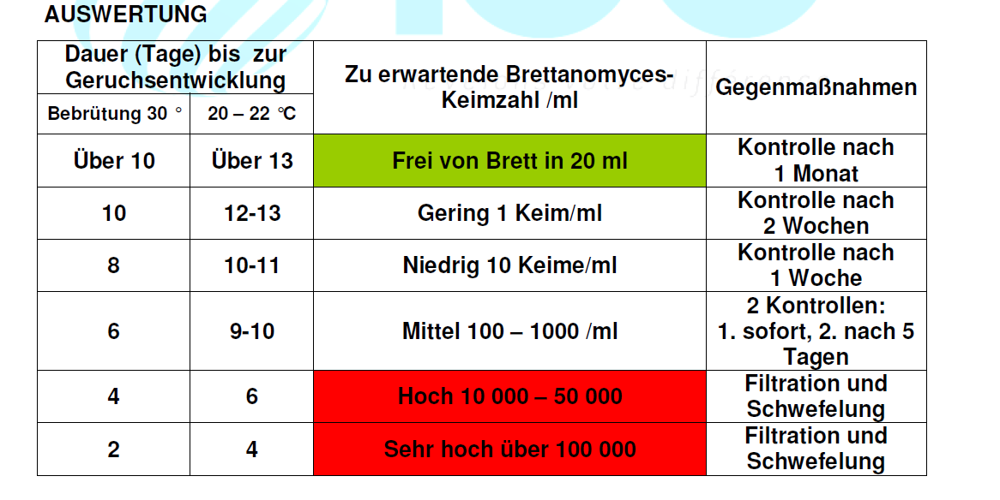 AUSWERTUNG
Dauer (Tage) bis zur
Geruchsentwicklung
Zu erwartende Brettanomyces-
Keimzahl /ml
Gegenmaßnahmen
Bebrütung 30 °
20 – 22 °C
Über 10
Über 13
Frei von Brett in 20 ml
Kontrolle nach
1 Monat
10
12-13
Gering 1 Keim/ml
Kontrolle nach
2 Wochen
8
10-11
Niedrig 10 Keime/ml
Kontrolle nach
1 Woche
6
9-10
Mittel 100 – 1000 /ml
2 Kontrollen:
1. sofort, 2. nach 5
Tagen
4
6
Hoch 10 000 – 50 000
Filtration und
Schwefelung
2
4
Sehr hoch über 100 000
Filtration und
Schwefelung